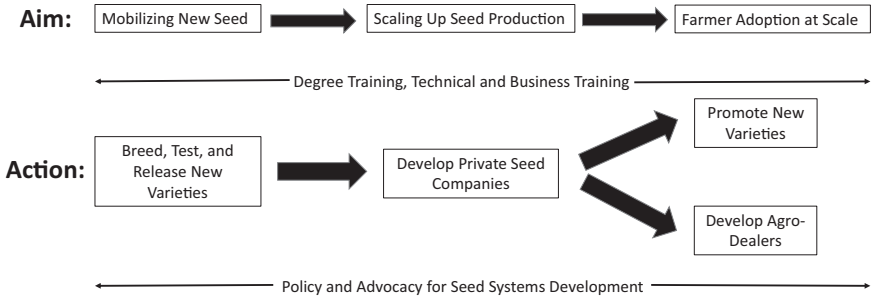 Aim:
Mobilizing New Seed
Scaling Up Seed Production
Farmer Adoption at Scale
Degree Training, Technical and Business Training
Action:
Breed, Test, and
Release New
Varieties
Develop Private Seed
Companies
Promote New
Varieties
Develop Agro-
Dealers
Policy and Advocacy for Seed Systems Development